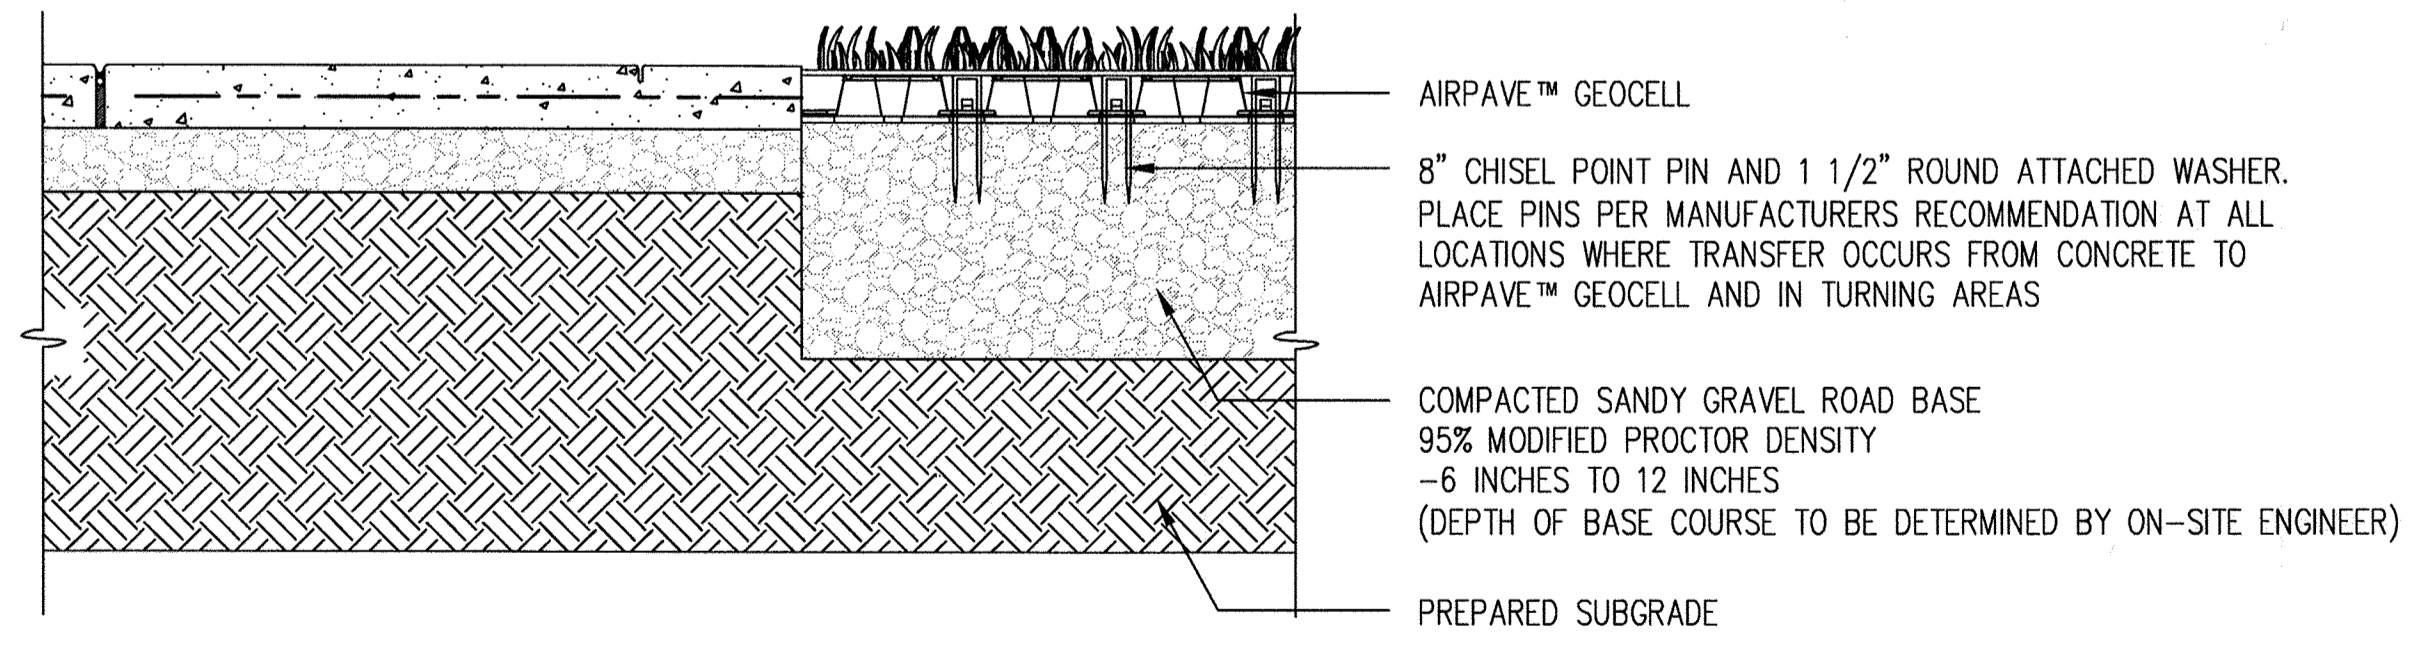 AIRPAVE™ GEOCELL
8" CHISEL POINT PIN AND 1 1/2" ROUND ATTACHED WASHER.
PLACE PINS PER MANUFACTURERS RECOMMENDATION AT ALL
LOCATIONS WHERE TRANSFER OCCURS FROM CONCRETE TO
AIRPAVE™ GEOCELL AND IN TURNING AREAS
COMPACTED SANDY GRAVEL ROAD BASE
95% MODIFIED PROCTOR DENSITY
-6 INCHES TO 12 INCHES
(DEPTH OF BASE COURSE TO BE DETERMINED BY ON-SITE ENGINEER)
PREPARED SUBGRADE